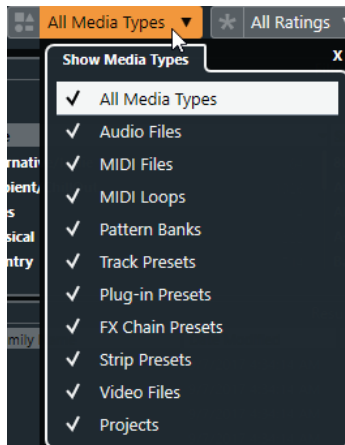 All Media Types ▼ All Ratings
Show Media Types X
✓ All Media Types
✓ Audio Files
✓ MIDI Files
✓ MIDI Loops
✓ Pattern Banks
✓ Track Presets
✓ Plug-in Presets
✓ FX Chain Presets
✓ Strip Presets
✓ Video Files
✓ Projects